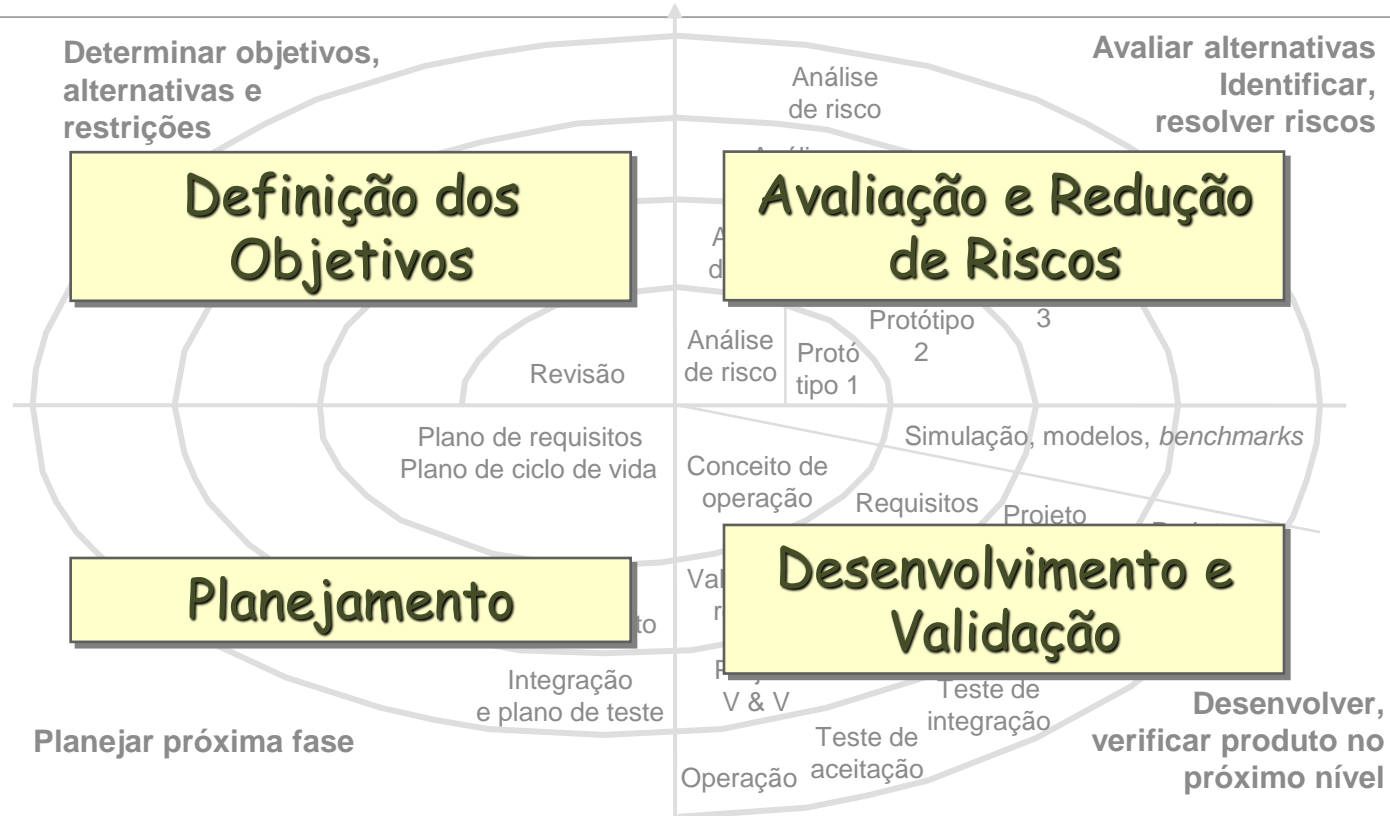 Determinar objetivos,
alternativas e
restrições
Avaliar alternativas
Identificar,
resolver riscos
Análise
de risco
Definição dos
Objetivos
Avaliação e Redução
de Riscos
Protótipo
2
3
Análise
de risco
Protó
tipo 1
Revisão
Plano de requisitos
Plano de ciclo de vida
Simulação, modelos, benchmarks
Conceito de
operação
Requisitos
Projeto
Planejamento
Desenvolvimento e
Validação
Integração
e plano de teste
V & V
Teste de
integração
Teste de
aceitação
Operação
Planejar próxima fase
Desenvolver,
verificar produto no
próximo nível